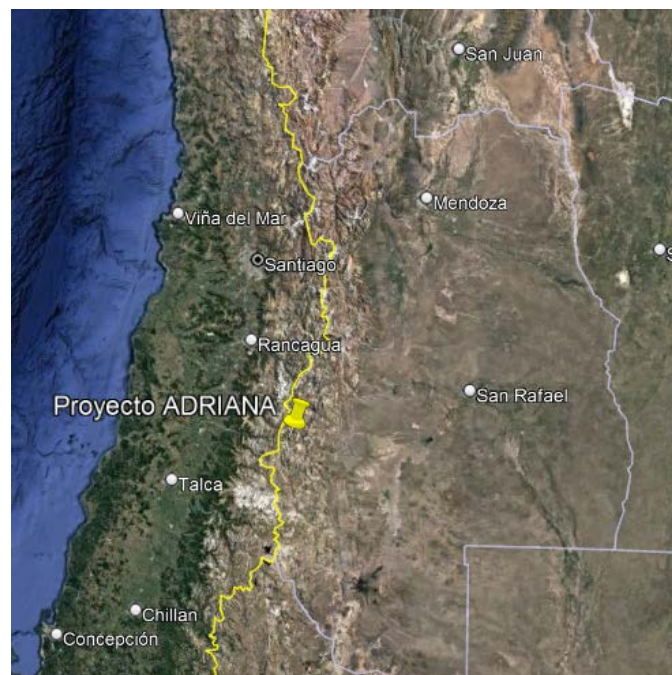 San Juan
Mendoza
Viña del Mar
Santiago
Rancagua
San Rafael
Proyecto ADRIANA
Talca
Chillan
Concepción